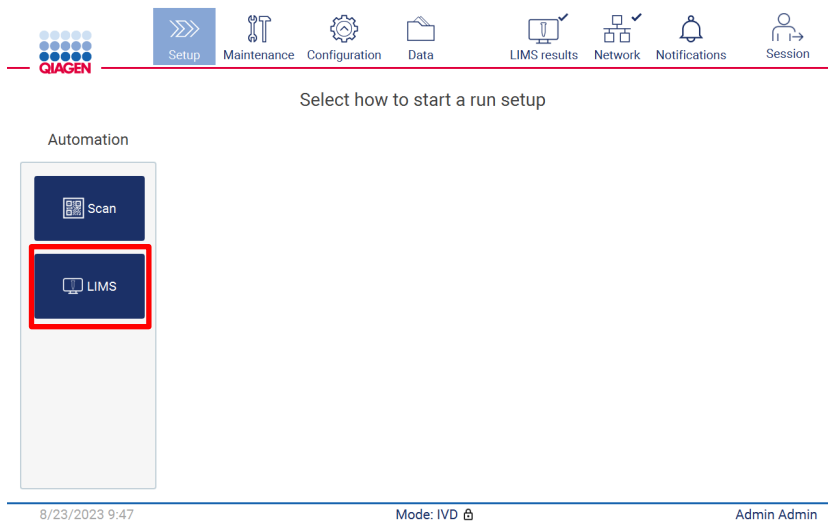 QIAGEN
Setup
Maintenance
Configuration
Data
LIMS results
Network
Notifications
Session
Select how to start a run setup
Automation
Scan
LIMS
8/23/2023 9:47
Mode: IVD
Admin Admin